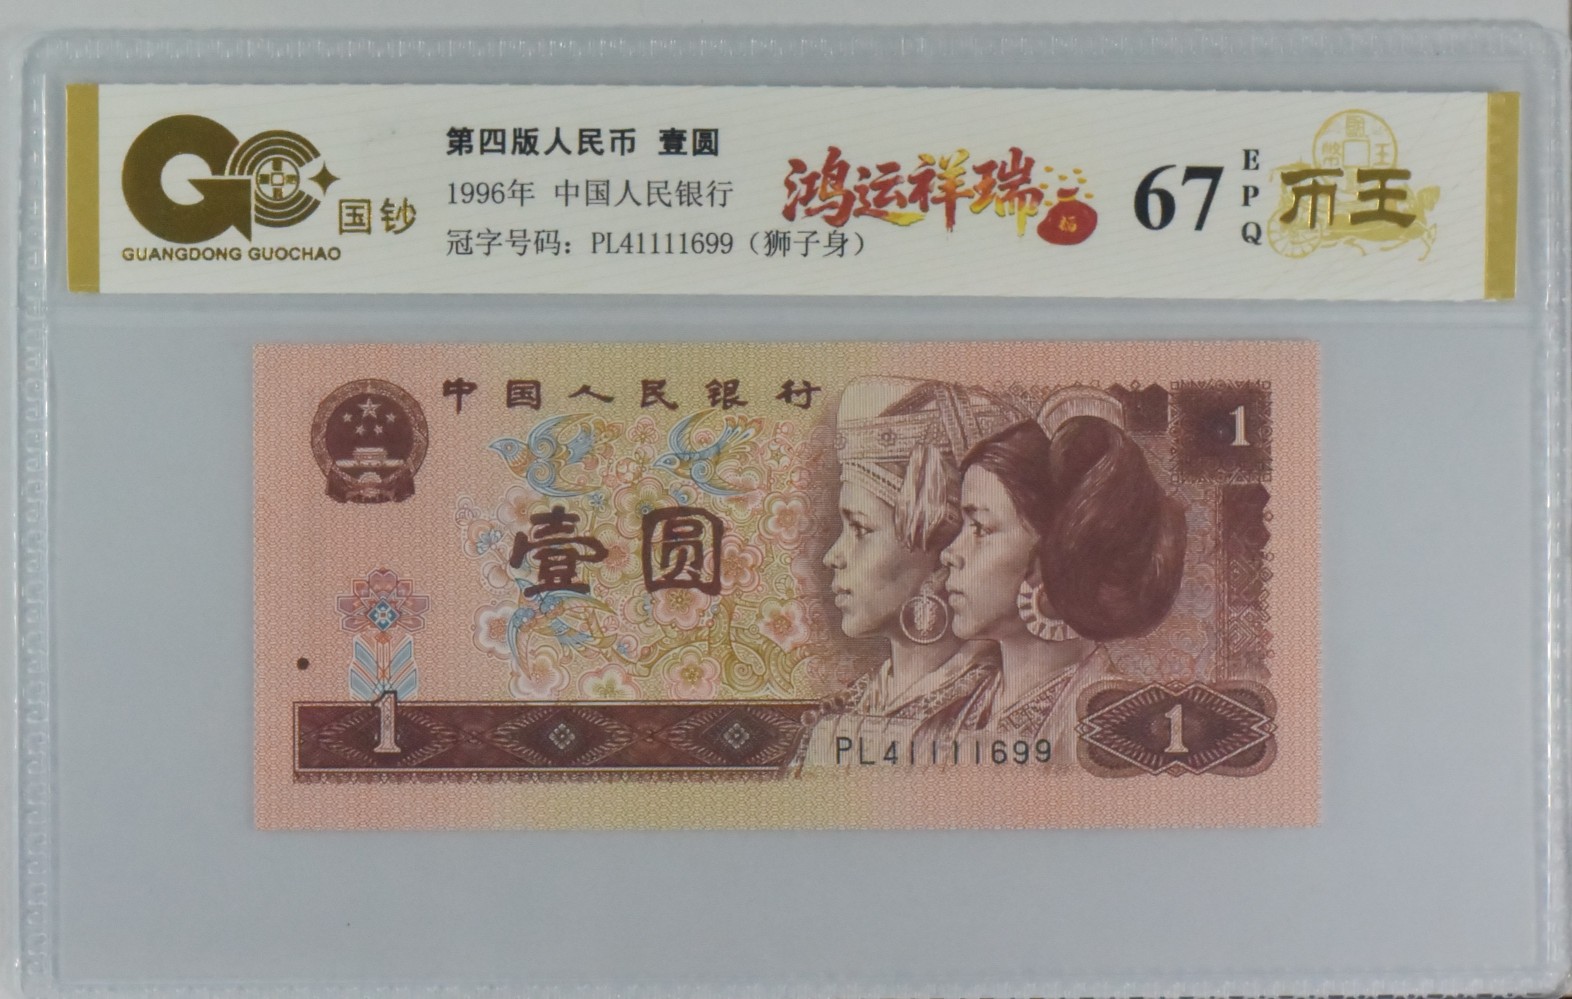 GC 国钞
GUANGDONG GUOCHAO
第四版人民币 壹圆
1996年 中国人民银行
冠字号码：PL41111699（狮子身）
鸿运祥瑞
福
67
EPQ
币王
中国人民银行
1
壹圆
1
PL41111699
1